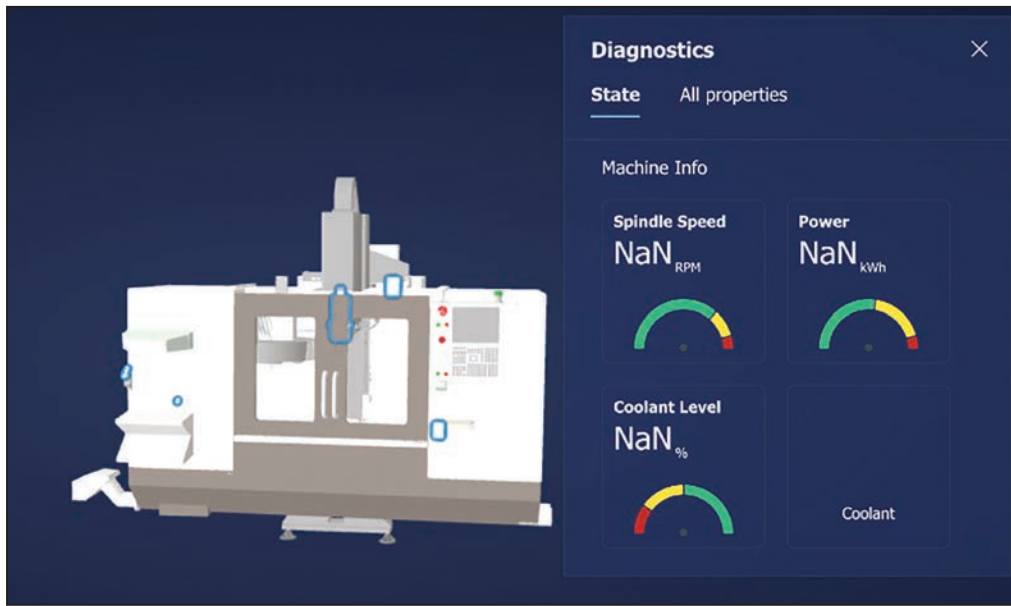 Diagnostics
State All properties
Machine Info
Spindle Speed
NaN RPM
Power
NaN kWh
Coolant Level
NaN %
Coolant